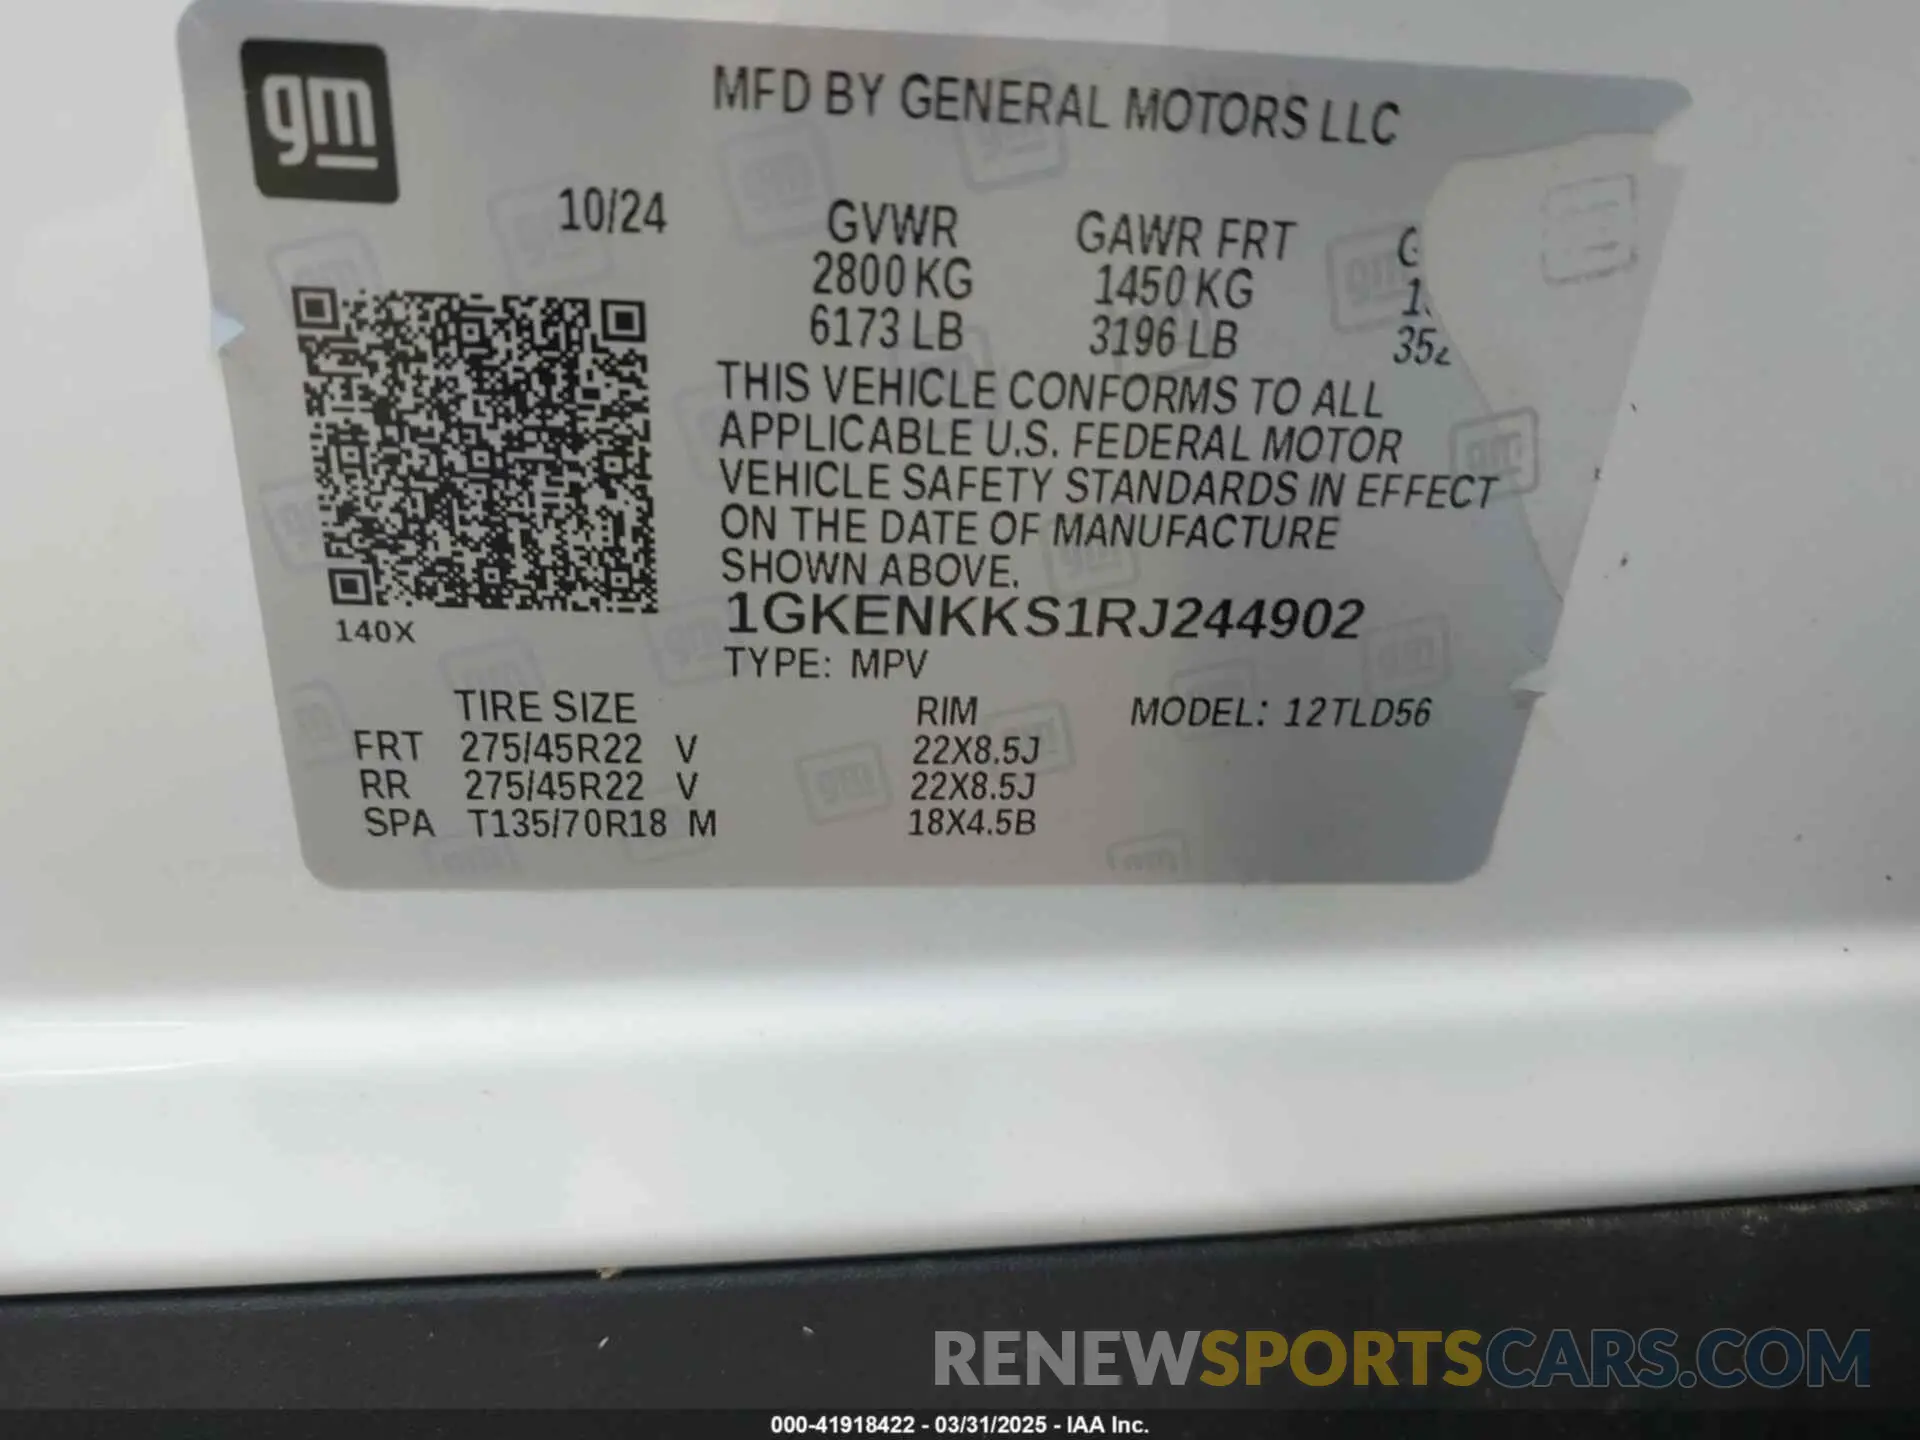 gm
MFD BY GENERAL MOTORS LLC
10/24 GVWR GAWR FRT
2800 KG 1450 KG
6173 LB 3196 LB
THIS VEHICLE CONFORMS TO ALL
APPLICABLE U.S. FEDERAL MOTOR
VEHICLE SAFETY STANDARDS IN EFFECT
ON THE DATE OF MANUFACTURE
SHOWN ABOVE.
1GKENKKS1RJ244902
140X
TYPE: MPV
TIRE SIZE RIM MODEL: 12TLD56
FRT 275/45R22 V 22X8.5J
RR 275/45R22 V 22X8.5J
SPA T135/70R18 M 18X4.5B
RENEWSPORTSCARS.COM
000-41918422 - 03/31/2025 - IAA Inc.